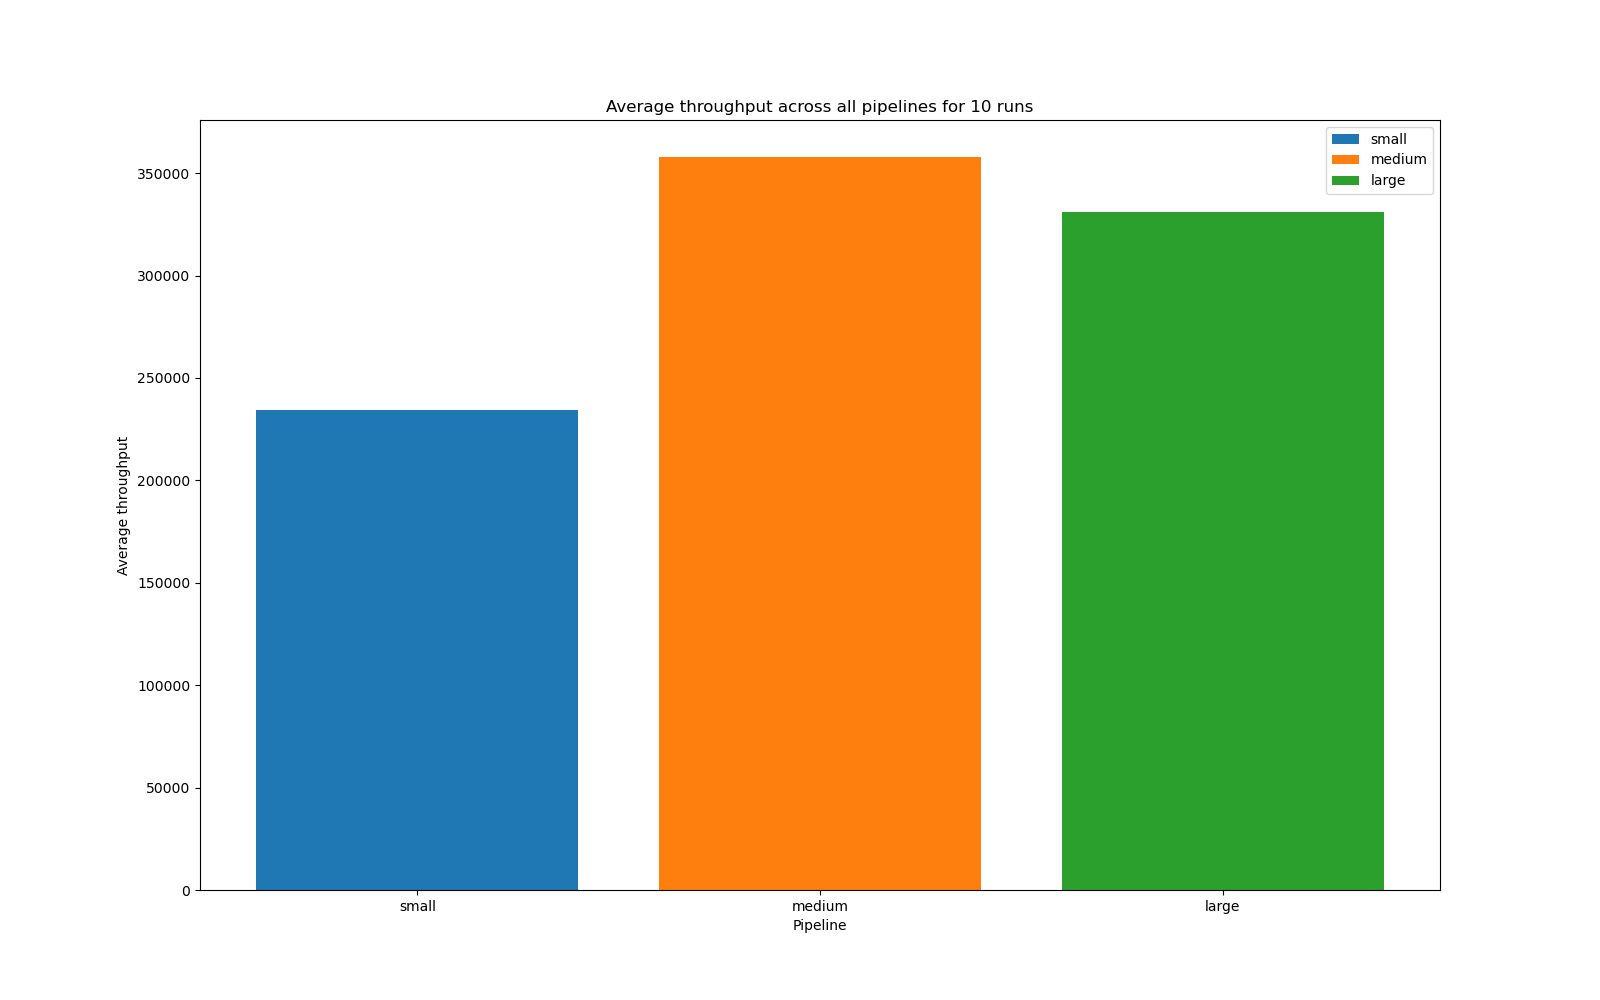 Average throughput across all pipelines for 10 runs
small
medium
large
350000
300000
250000
200000
150000
100000
50000
0
Average throughput
small
medium
large
Pipeline